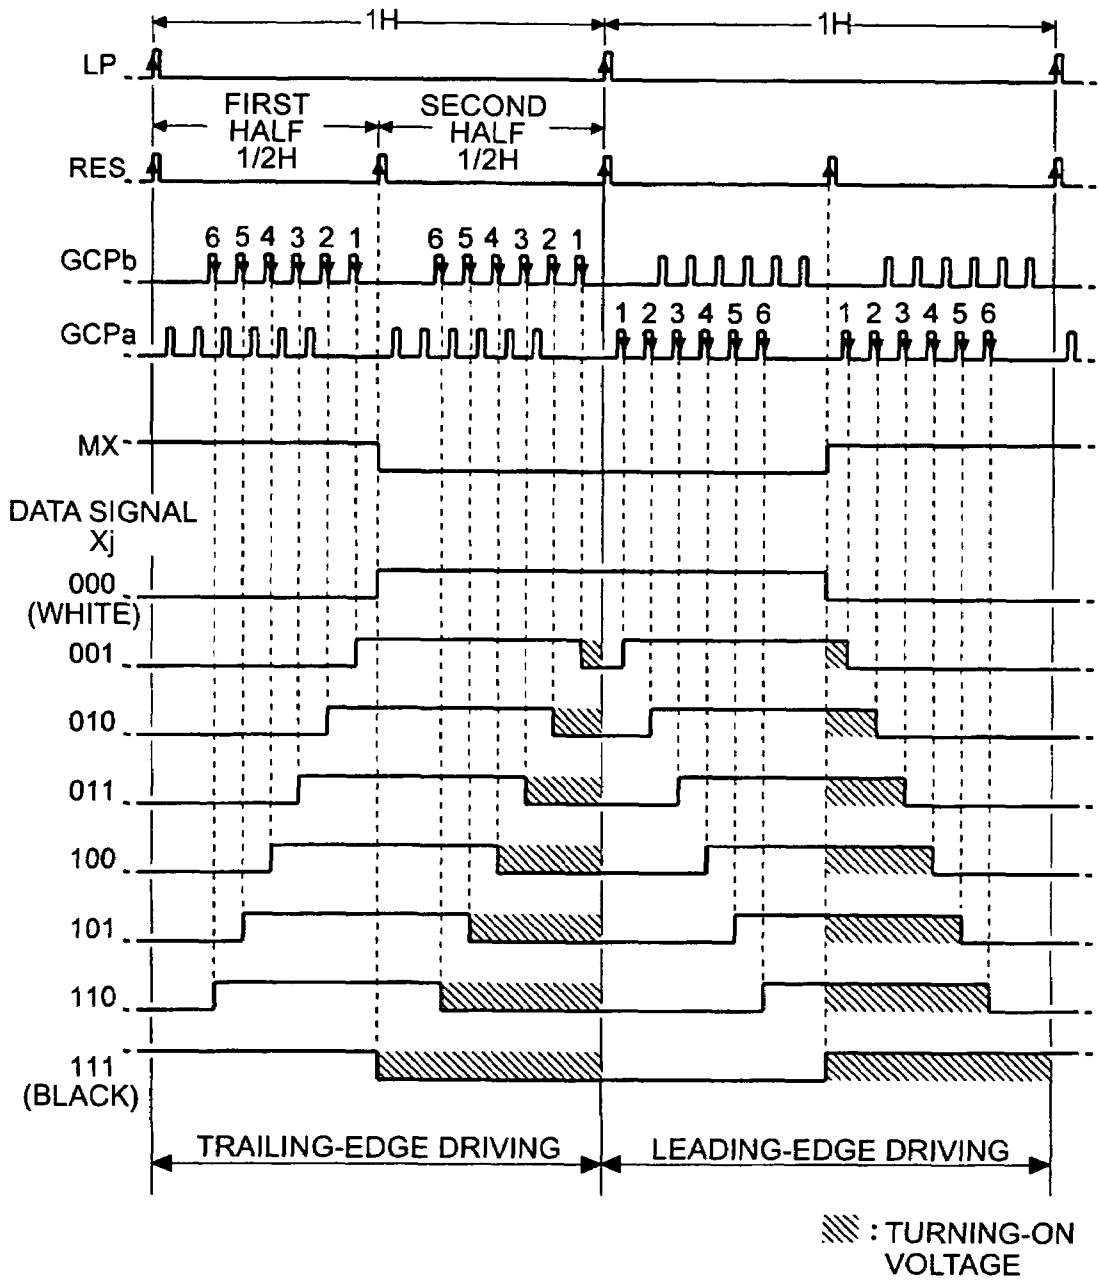 1H 1H
LP
FIRST HALF 1/2H
SECOND HALF 1/2H
RES
6 5 4 3 2 1 6 5 4 3 2 1
GCPb
1 2 3 4 5 6 1 2 3 4 5 6
GCPa
MX
DATA SIGNAL
Xj
000
(WHITE)
001
010
011
100
101
110
111
(BLACK)
TRAILING-EDGE DRIVING LEADING-EDGE DRIVING
: TURNING-ON
VOLTAGE